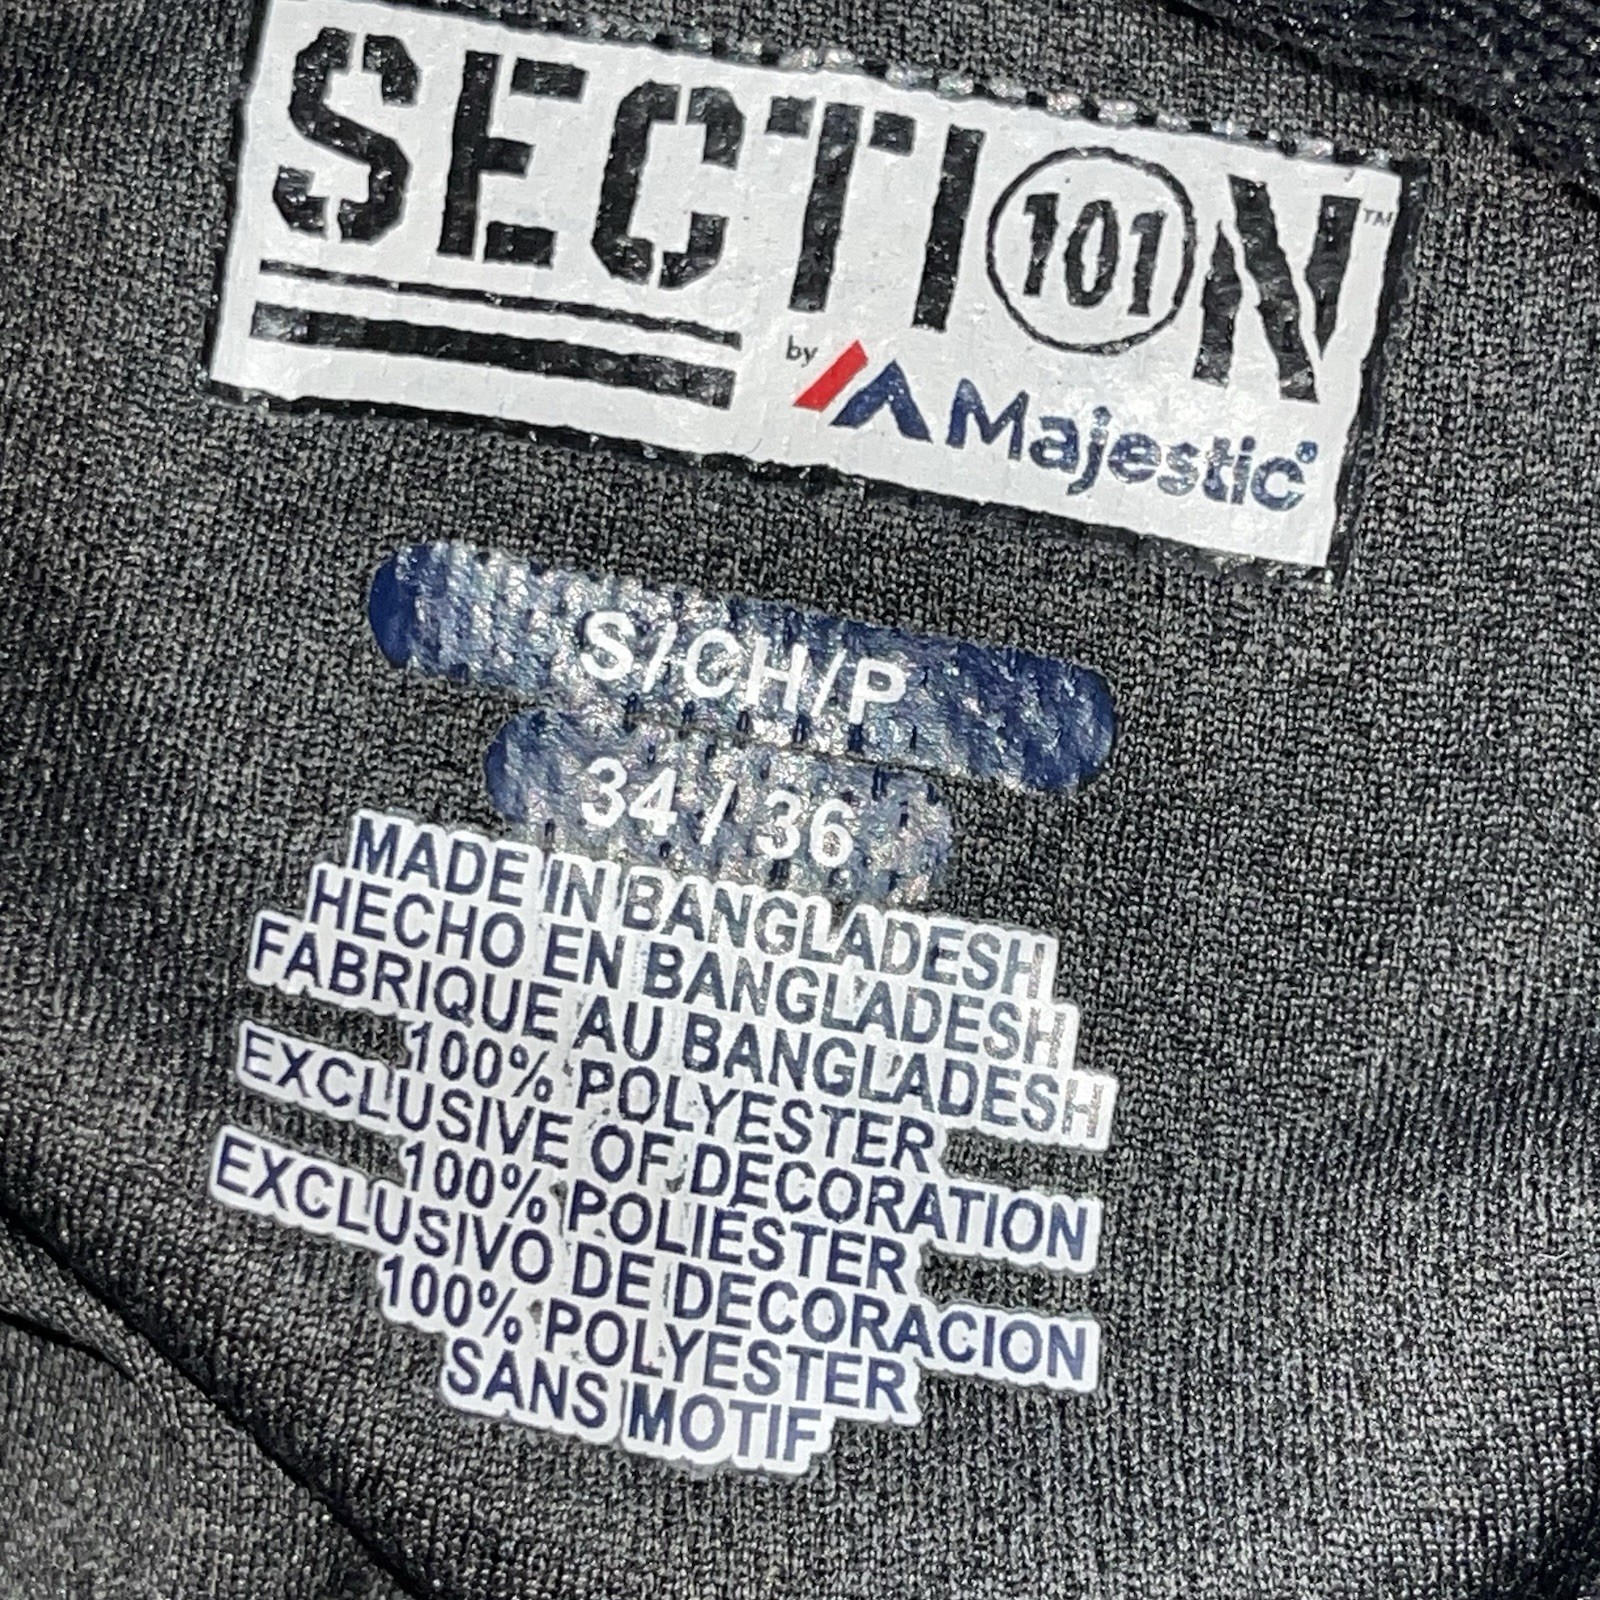 SECTION™
101
by Majestic®
S/CH/P
34 / 36
MADE IN BANGLADESH
HECHO EN BANGLADESH
FABRIQUE AU BANGLADESH
100% POLYESTER
EXCLUSIVE OF DECORATION
100% POLIESTER
EXCLUSIVO DE DECORACION
100% POLYESTER
SANS MOTIF